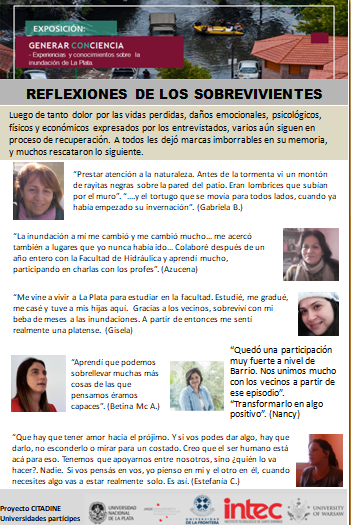 EXPOSICIÓN:
GENERAR CONCIENCIA
- Experiencias y conocimientos sobre la
inundación de La Plata.
REFLEXIONES DE LOS SOBREVIVIENTES
Luego de tanto dolor por las vidas perdidas, daños emocionales, psicológicos,
físicos y económicos expresados por los entrevistados, varios aún siguen en
proceso de recuperación. A todos les dejó marcas imborrables en su memoria,
y muchos rescataron lo siguiente.
"Prestar atención a la naturaleza. Antes de la tormenta vi un montón
de rayitas negras sobre la pared del patio. Eran lombrices que subían
por el muro". "....y el tortugo que se movía para todos lados, cuando ya
había empezado su invernación". (Gabriela B.)
"La inundación a mi me cambió y me cambió mucho... me acercó
también a lugares que yo nunca había ido... Colaboré después de un
año entero con la Facultad de Hidráulica y aprendí mucho,
participando en charlas con los profes". (Azucena)
"Me vine a vivir a La Plata para estudiar en la facultad. Estudié, me gradué,
me casé y tuve a mis hijas aquí. Gracias a los vecinos, sobreviví con mi
beba de meses a las inundaciones. A partir de entonces me sentí
realmente una platense. (Gisela)
"Aprendí que podemos
sobrellevar muchas más
cosas de las que
pensamos éramos
capaces". (Betina Mc A.)
"Quedó una participación
muy fuerte a nivel de
Barrio. Nos unimos mucho
con los vecinos a partir de
ese episodio".
"Transformarlo en algo
positivo". (Nancy)
"Que hay que tener amor hacia el prójimo. Y si vos podes dar algo, hay que
darlo, no esconderlo o mirar para un costado. Creo que el ser humano está
acá para eso. Tenemos que apoyarnos entre nosotros, sino ¿quién lo va
hacer?. Nadie. Si vos pensás en vos, yo pienso en mi y el otro en él, cuando
necesites algo vas a estar realmente solo. Es así. (Estefanía C.)
Proyecto CITADINE
Universidades partícipes
UNIVERSIDAD
NACIONAL
DE LA PLATA
UNIVERSIDAD
DE LA FRONTERA
intec
INSTITUTO TECNOLÓGICO DE SANTO DOMINGO
UNIVERSITY
OF WARSAW